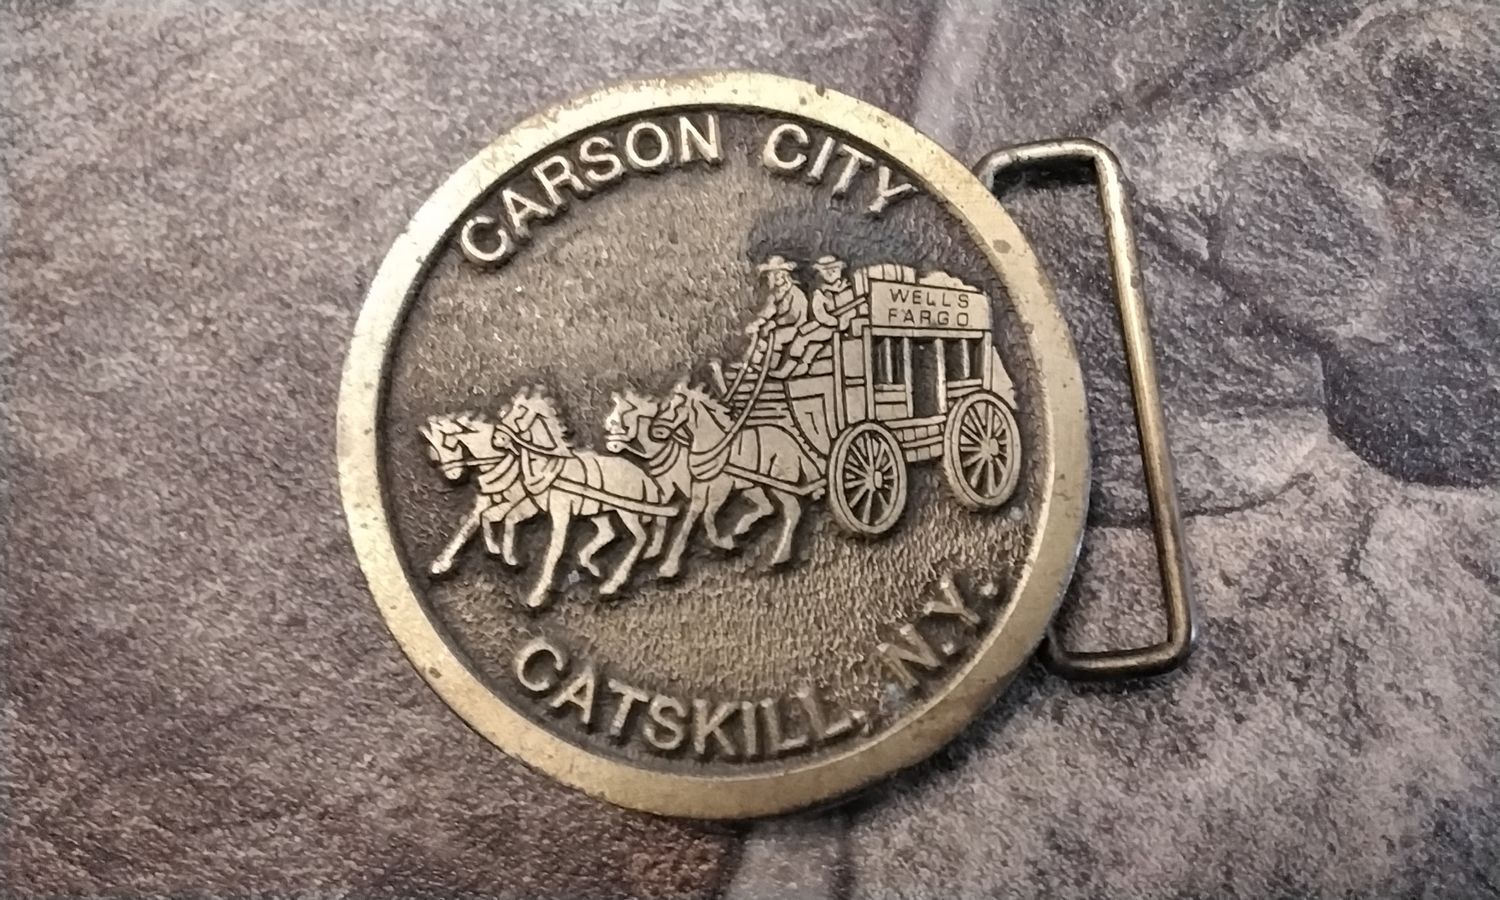 CARSON CITY
WELLS
FARGO
CATSKILL, N.Y.